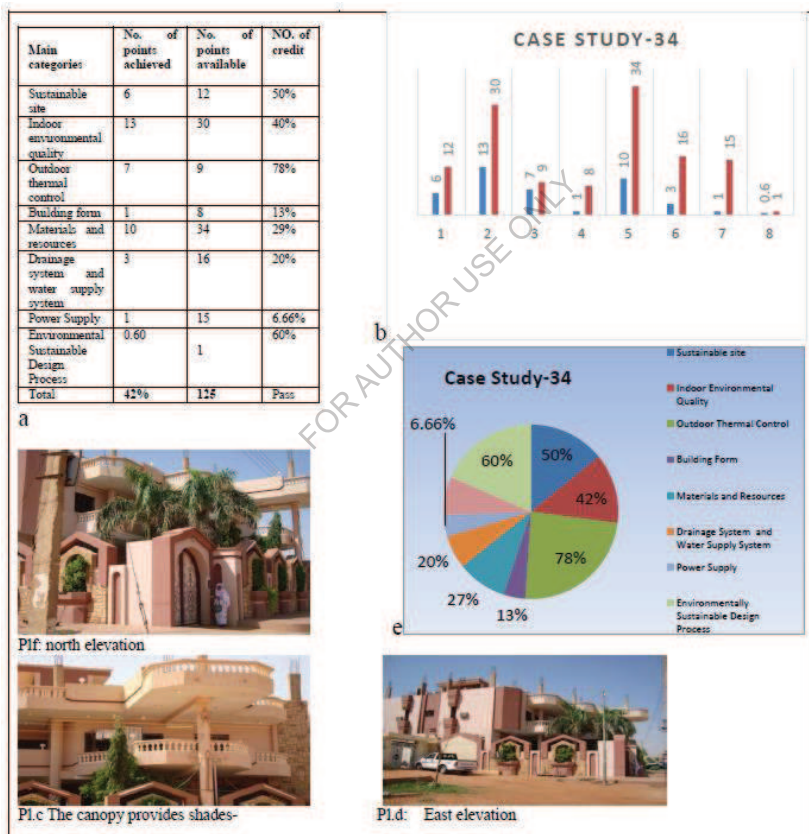 Main categories
No. of points achieved
No. of points available
NO. of credit
Sustainable site
6
12
50%
Indoor environmental quality
13
30
40%
Outdoor thermal control
7
9
78%
Building form
1
8
13%
Materials and resources
10
34
29%
Drainage system and water supply system
3
16
20%
Power Supply
1
15
6.66%
Environmental Sustainable Design Process
0.60
1
60%
Total
42%
125
Pass
a
CASE STUDY-34
6
12
13
30
7
9
1
8
10
34
3
16
1
15
0.6
1
1
2
3
4
5
6
7
8
b
FOR AUTHOR USE ONLY
Case Study-34
6.66%
60%
50%
42%
78%
13%
27%
20%
Sustainable site
Indoor Environmental
Quality
Outdoor Thermal Control
Building Form
Materials and Resources
Drainage System and
Water Supply System
Power Supply
Environmentally
Sustainable Design
Process
e
Plf: north elevation
Pl.c The canopy provides shades-
Pl.d: East elevation